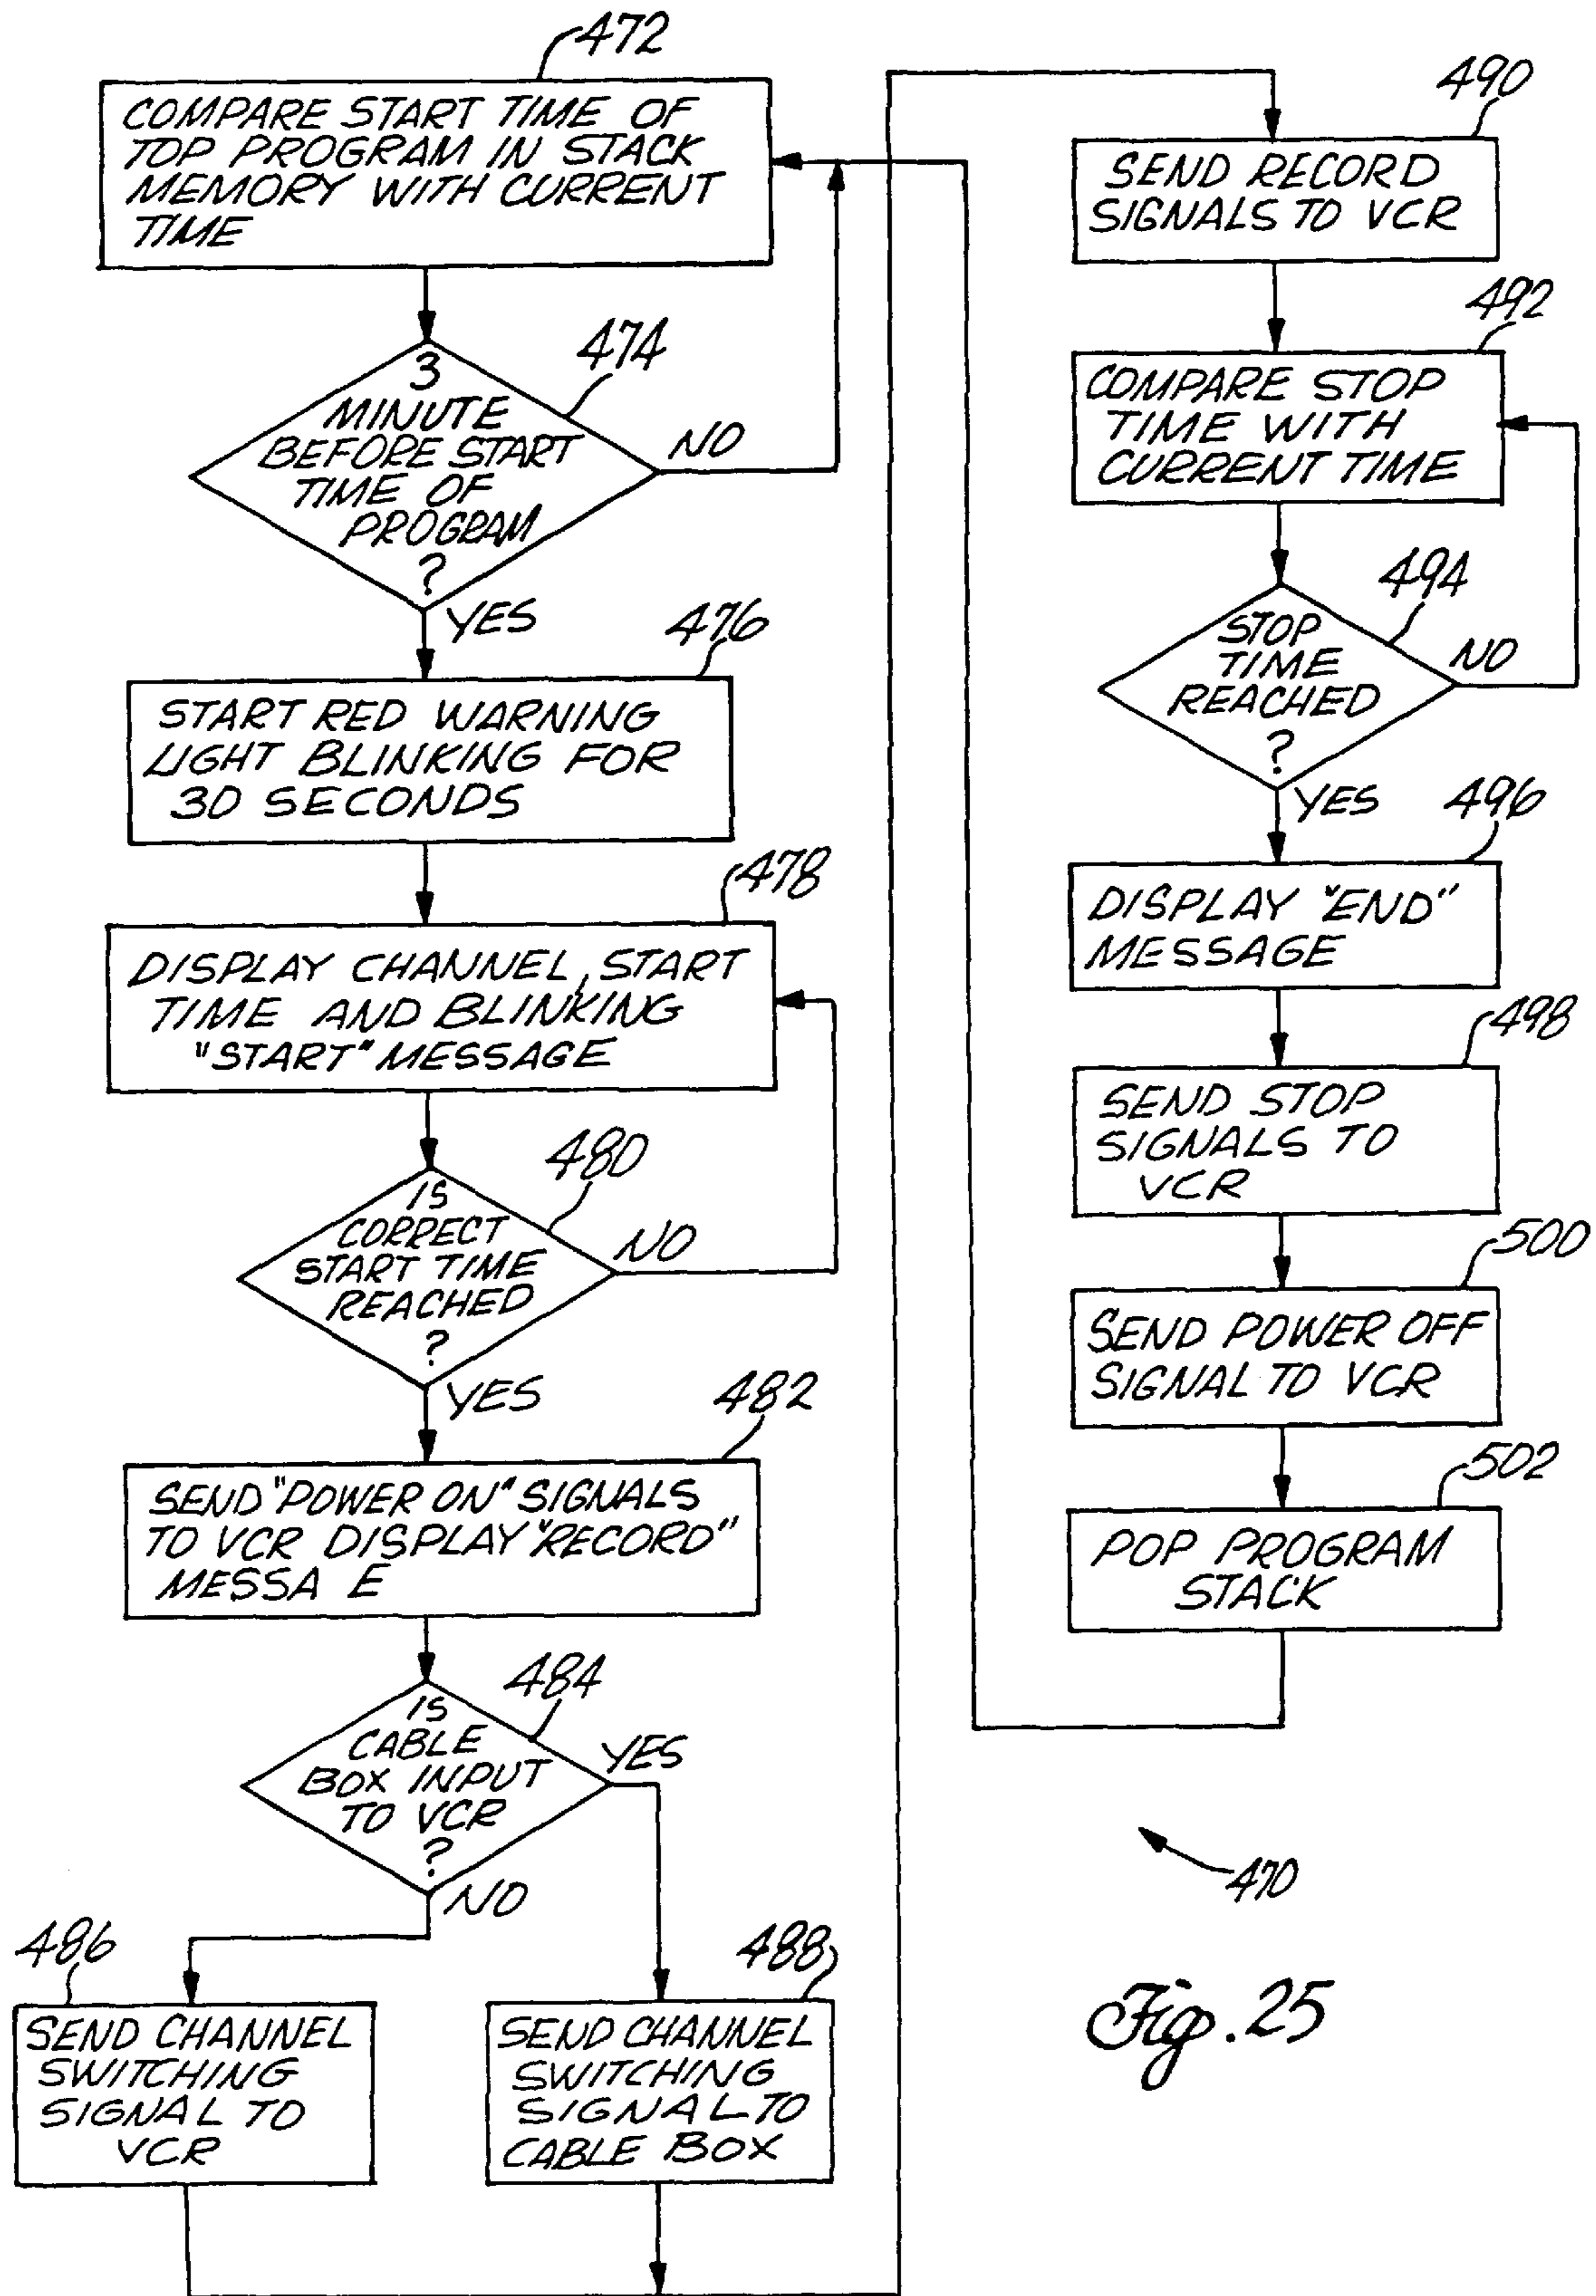 472
COMPARE START TIME OF
TOP PROGRAM IN STACK
MEMORY WITH CURRENT
TIME
474
3
MINUTE
BEFORE START
TIME OF
PROGRAM
?
NO
YES
476
START RED WARNING
LIGHT BLINKING FOR
30 SECONDS
478
DISPLAY CHANNEL, START
TIME AND BLINKING
"START" MESSAGE
480
IS
CORRECT
START TIME
REACHED
?
NO
YES
482
SEND "POWER ON" SIGNALS
TO VCR DISPLAY "RECORD"
MESSA E
484
IS
CABLE
BOX INPUT
TO VCR
?
YES
NO
486
SEND CHANNEL
SWITCHING
SIGNAL TO
VCR
488
SEND CHANNEL
SWITCHING
SIGNAL TO
CABLE BOX
490
SEND RECORD
SIGNALS TO VCR
492
COMPARE STOP
TIME WITH
CURRENT TIME
494
STOP
TIME
REACHED
?
NO
YES
496
DISPLAY "END"
MESSAGE
498
SEND STOP
SIGNALS TO
VCR
500
SEND POWER OFF
SIGNAL TO VCR
502
POP PROGRAM
STACK
470
Fig. 25